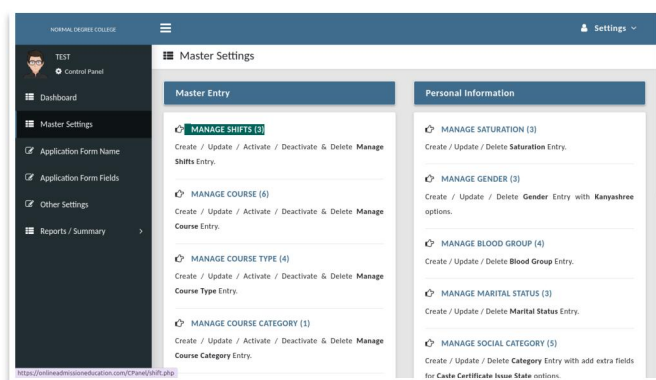 NORMAL DEGREE COLLEGE
Settings
TEST
Control Panel
Dashboard
Master Settings
Application Form Name
Application Form Fields
Other Settings
Reports / Summary
Master Settings
Master Entry
MANAGE SHIFTS (3)
Create / Update / Activate / Deactivate & Delete Manage
Shifts Entry.
MANAGE COURSE (6)
Create / Update / Activate / Deactivate & Delete Manage
Course Entry.
MANAGE COURSE TYPE (4)
Create / Update / Activate / Deactivate & Delete Manage
Course Type Entry.
MANAGE COURSE CATEGORY (1)
Create / Update / Activate / Deactivate & Delete Manage
Course Category Entry.
Personal Information
MANAGE SATURATION (3)
Create / Update / Delete Saturation Entry.
MANAGE GENDER (3)
Create / Update / Delete Gender Entry with Kanyashree
options.
MANAGE BLOOD GROUP (4)
Create / Update / Delete Blood Group Entry.
MANAGE MARITAL STATUS (3)
Create / Update / Delete Marital Status Entry.
MANAGE SOCIAL CATEGORY (5)
Create / Update / Delete Category Entry with add extra fields
for Caste Certificate Issue State options.
https://onlineadmissioneducation.com/CPanel/shift.php